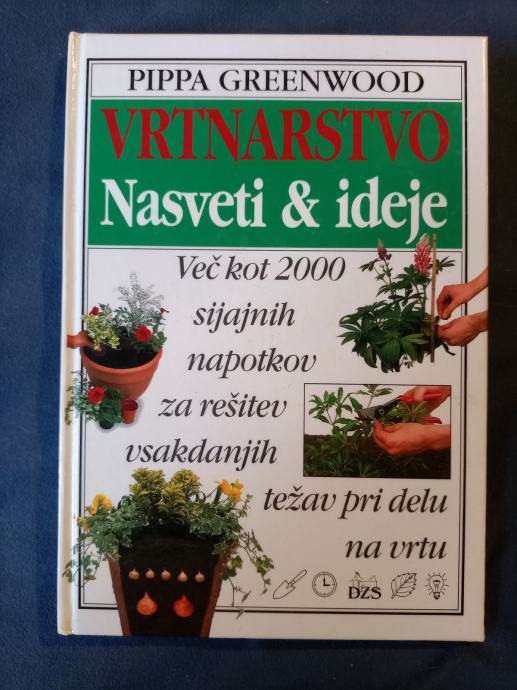 PIPPA GREENWOOD
VRTNARSTVO
Nasveti & ideje
Več kot 2000
sijajnih
napotkov
za rešitev
vsakdanjih
težav pri delu
na vrtu
DZS